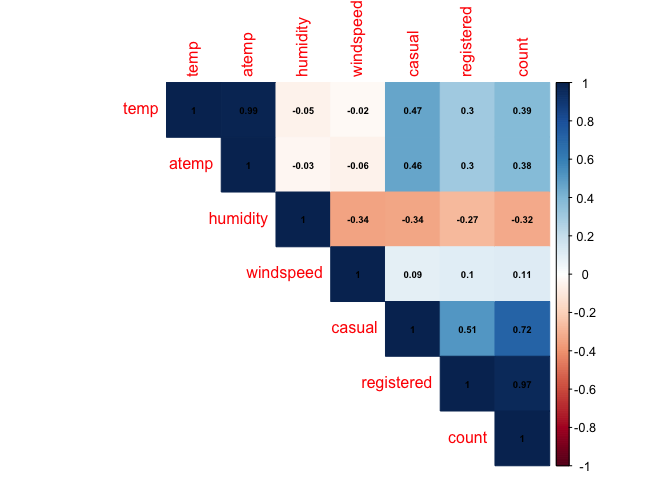 temp atemp humidity windspeed casual registered count
temp 1 0.99 -0.05 -0.02 0.47 0.3 0.39 1
atemp 1 -0.03 -0.06 0.46 0.3 0.38 0.8
humidity 1 -0.34 -0.34 -0.27 -0.32 0.6
windspeed 1 0.09 0.1 0.11 0.4
casual 1 0.51 0.72 0.2
registered 1 0.97 0
count 1 -0.2
-0.4
-0.6
-0.8
-1